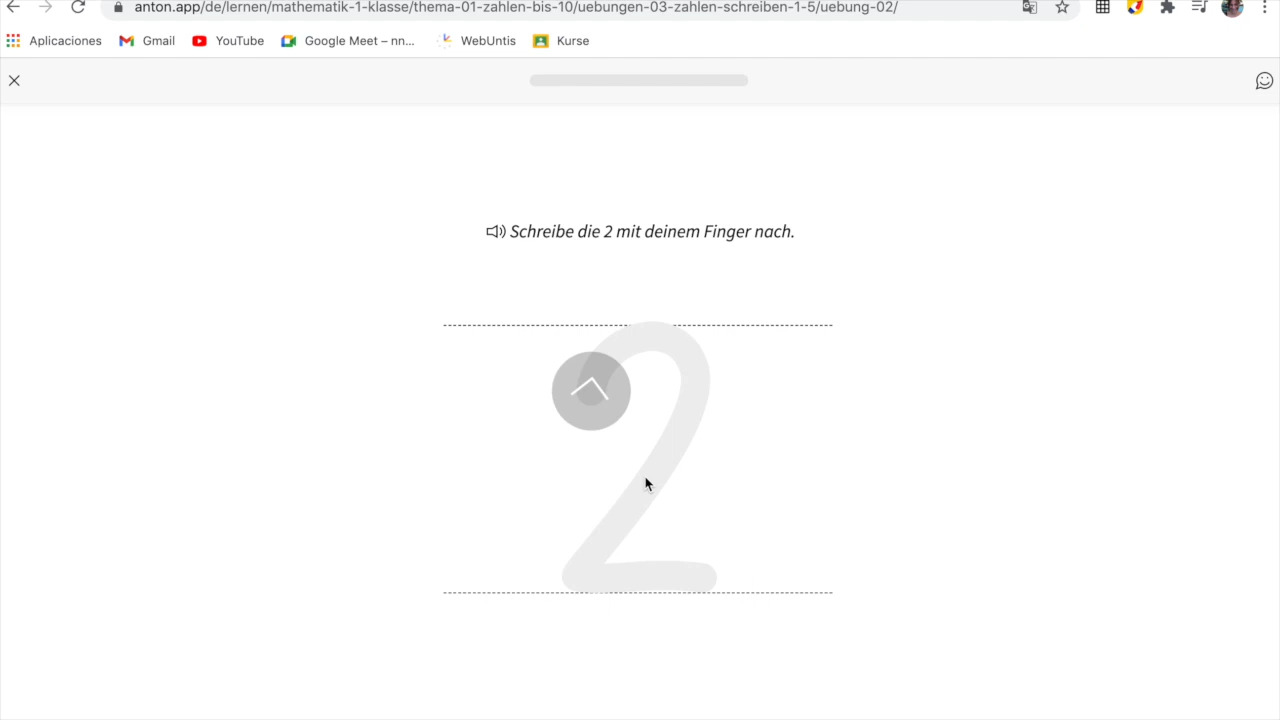 anton.app/de/lernen/mathematik-1-klasse/thema-01-zahlen-bis-10/uebungen-03-zahlen-schreiben-1-5/uebung-02/
Aplicaciones Gmail YouTube Google Meet – nn... WebUntis Kurse
Schreibe die 2 mit deinem Finger nach.
2